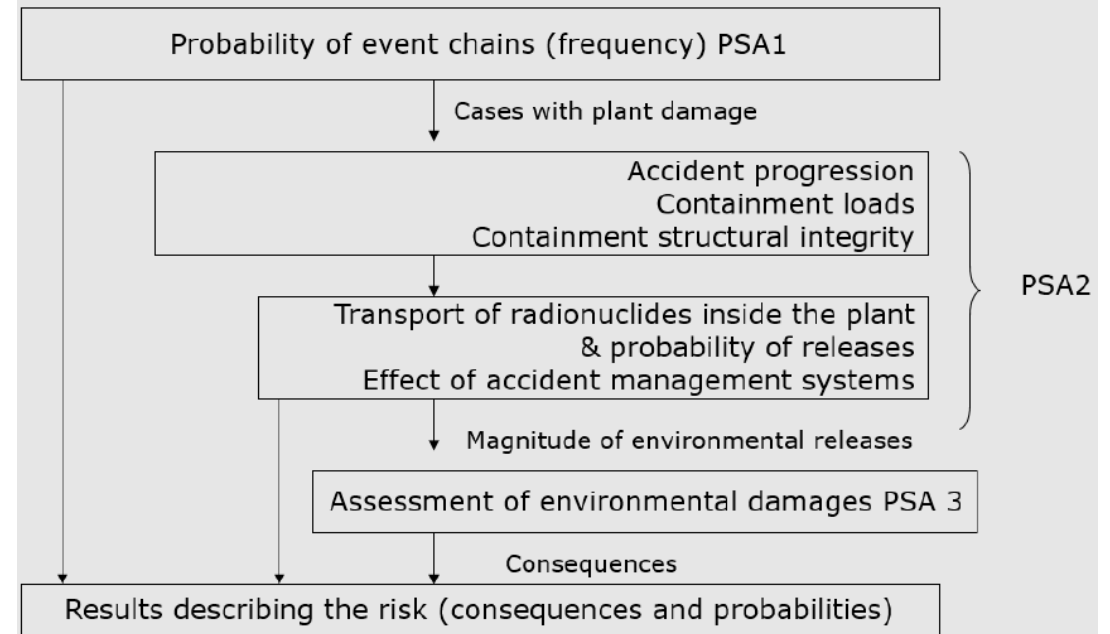 Probability of event chains (frequency) PSA1
Cases with plant damage
Accident progression
Containment loads
Containment structural integrity
PSA2
Transport of radionuclides inside the plant
& probability of releases
Effect of accident management systems
Magnitude of environmental releases
Assessment of environmental damages PSA 3
Consequences
Results describing the risk (consequences and probabilities)